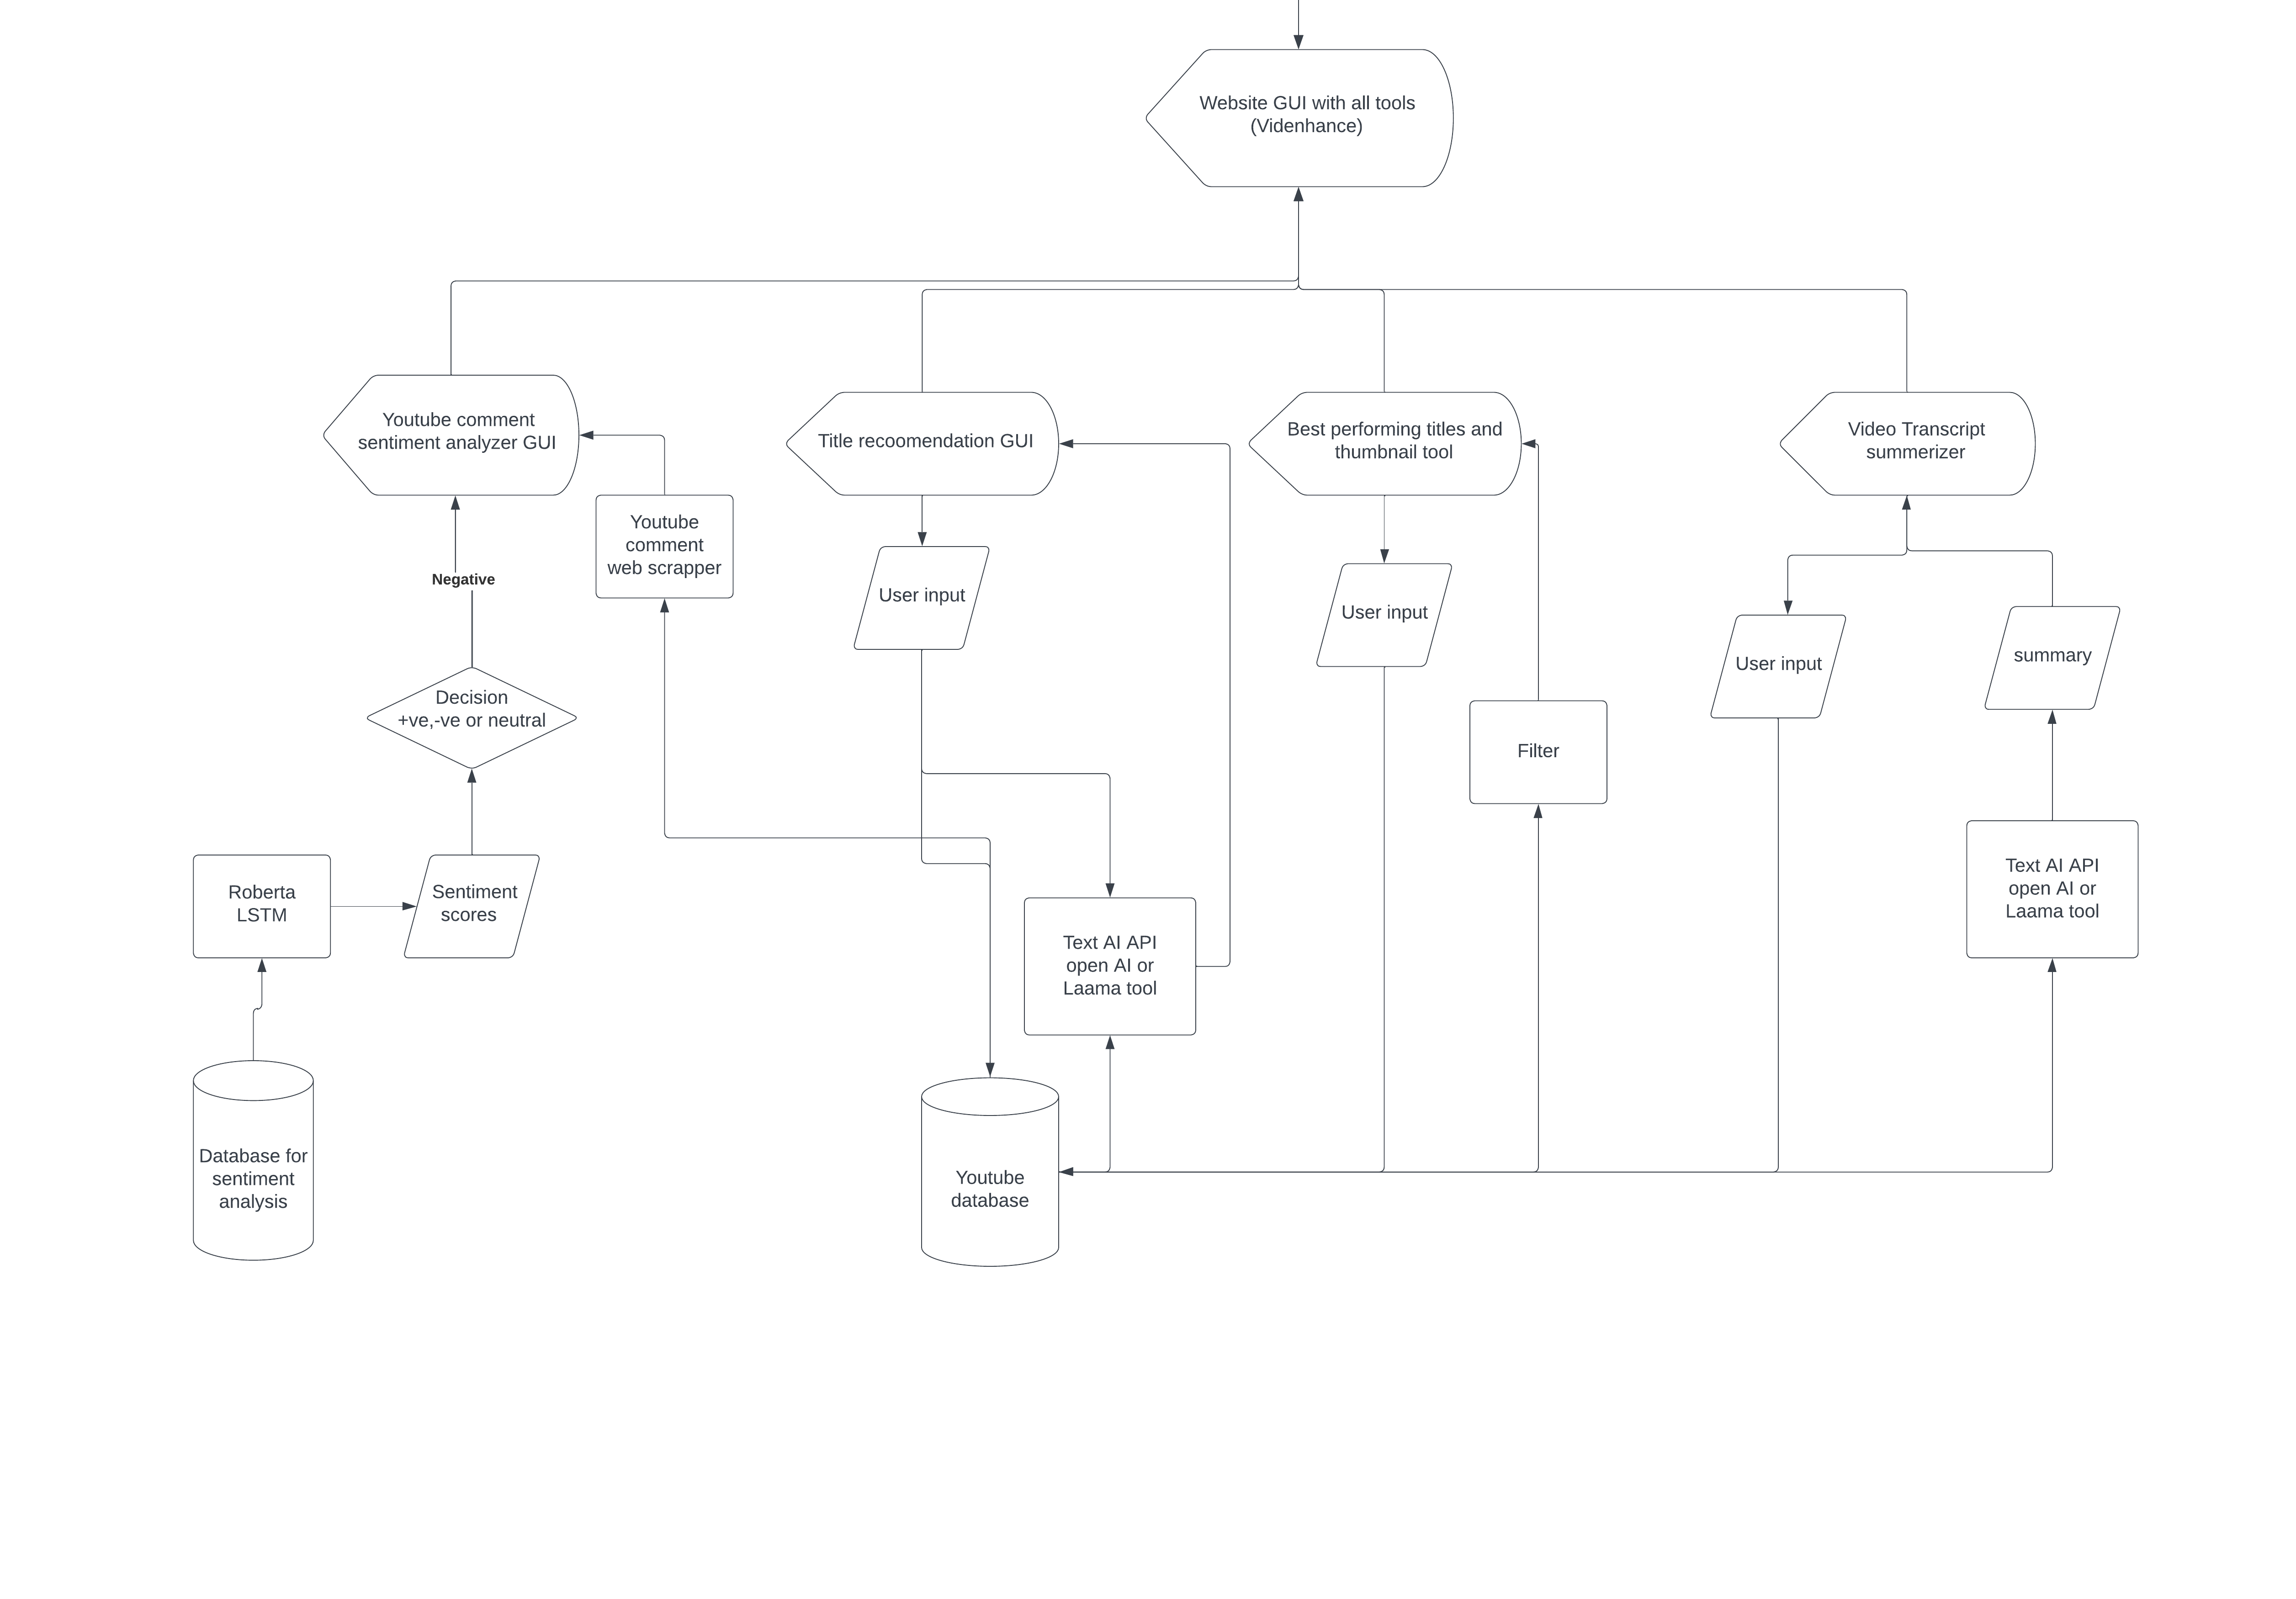 Website GUI with all tools
(Videnhance)
Youtube comment
sentiment analyzer GUI
Title recoomendation GUI
Best performing titles and
thumbnail tool
Video Transcript
summerizer
Youtube
comment
web scrapper
Negative
User input
User input
User input
summary
Decision
+ve,-ve or neutral
Filter
Roberta
LSTM
Sentiment
scores
Text AI API
open AI or
Laama tool
Text AI API
open AI or
Laama tool
Database for
sentiment
analysis
Youtube
database